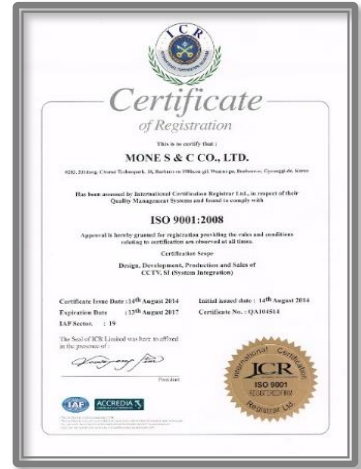 ICR
Certificate
of Registration
This is to certify that :
MONE S & C CO., LTD.
Has been assessed by International Certification Registrar Ltd., in respect of their
Quality Management Systems and found to comply with
ISO 9001:2008
Approval is hereby granted for registration providing the rules and conditions
relating to certification are observed at all times.
Certification Scope
Design, Development, Production and Sales of
CCTV, SI (System Integration)
Certificate Issue Date : 14th August 2014
Initial issued date : 14th August 2014
Expiration Date : 13th August 2017
Certificate No. : QA104514
IAF Sector. : 19
The Seal of ICR Limited was here to affixed
in the presence of :
President
International Certification
ICR
ISO 9001
Registrar Ltd.
IAF
ACCREDIA